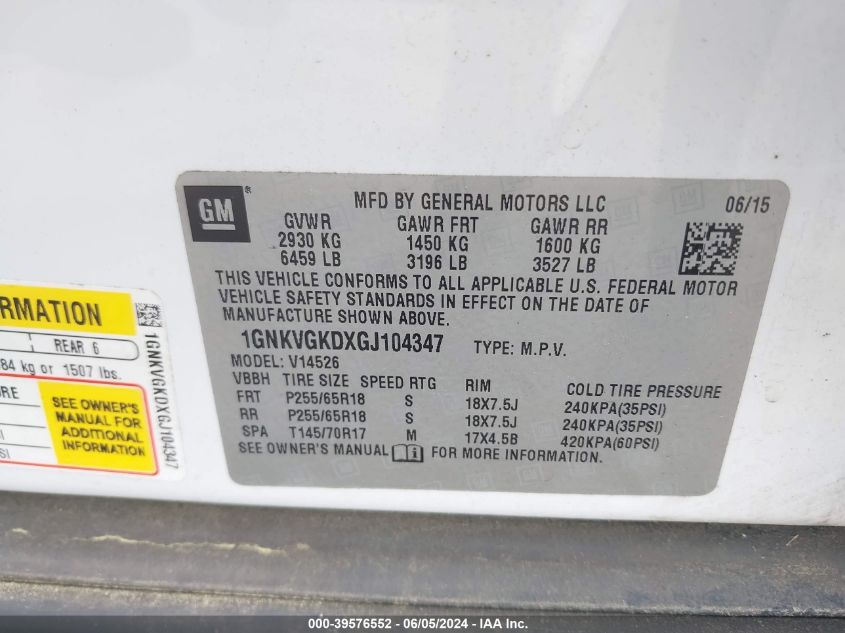 GM
MFD BY GENERAL MOTORS LLC
06/15
GVWR GAWR FRT GAWR RR
2930 KG 1450 KG 1600 KG
6459 LB 3196 LB 3527 LB
THIS VEHICLE CONFORMS TO ALL APPLICABLE U.S. FEDERAL MOTOR
VEHICLE SAFETY STANDARDS IN EFFECT ON THE DATE OF
MANUFACTURE SHOWN ABOVE.
1GNKVGKDXGJ104347 TYPE: M.P.V.
MODEL: V14526
VBBH TIRE SIZE SPEED RTG RIM COLD TIRE PRESSURE
FRT P255/65R18 S 18X7.5J 240KPA(35PSI)
RR P255/65R18 S 18X7.5J 240KPA(35PSI)
SPA T145/70R17 M 17X4.5B 420KPA(60PSI)
SEE OWNER'S MANUAL FOR MORE INFORMATION.
RMATION
REAR 6
84 kg or 1507 lbs.
SEE OWNER'S
MANUAL FOR
ADDITIONAL
INFORMATION
1GNKVGKDXGJ104347
000-39576552 - 06/05/2024 - IAAI Inc.